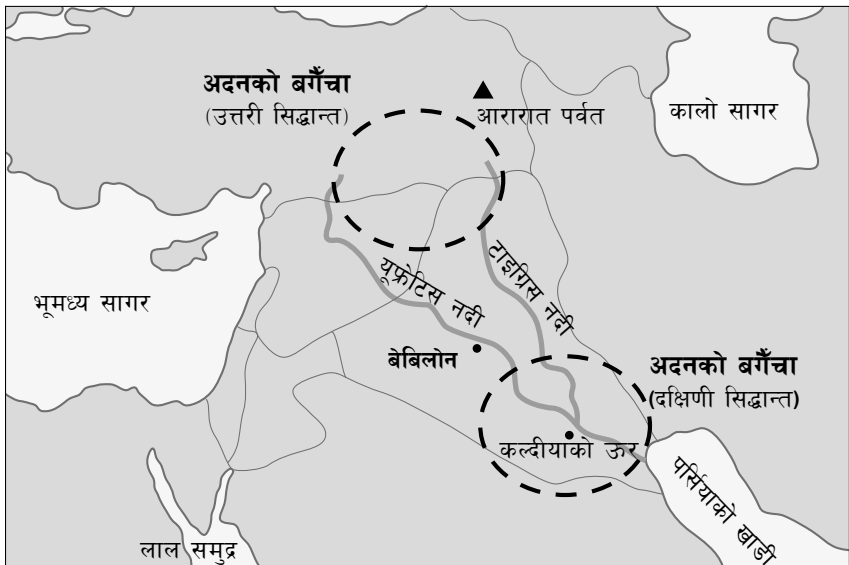 अदनको बगैँचा
(उत्तरी सिद्धान्त)
आरारात पर्वत
कालो सागर
भूमध्य सागर
यूफ्रेटिस नदी
टाइग्रिस नदी
बेबिलोन
अदनको बगैँचा
(दक्षिणी सिद्धान्त)
कल्दीयाको ऊर
पर्सियाको खाडी
लाल समुद्र